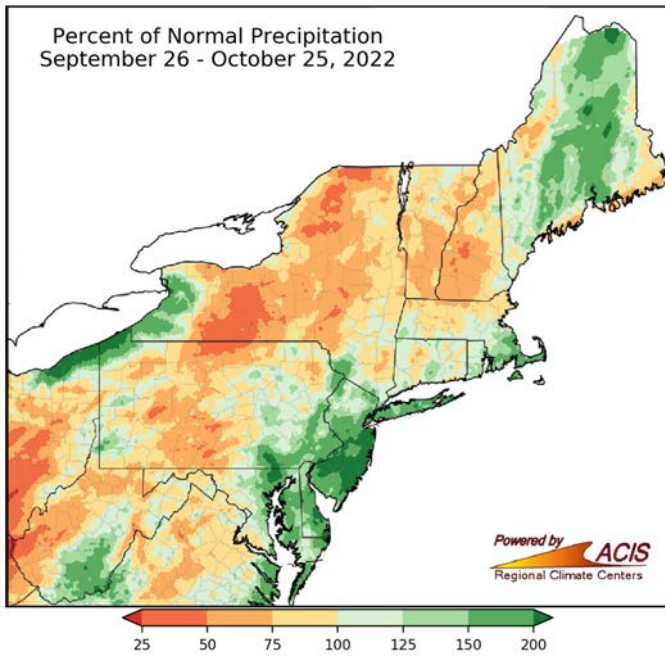 Percent of Normal Precipitation
September 26 - October 25, 2022
Powered by
ACIS
Regional Climate Centers
25 50 75 100 125 150 200